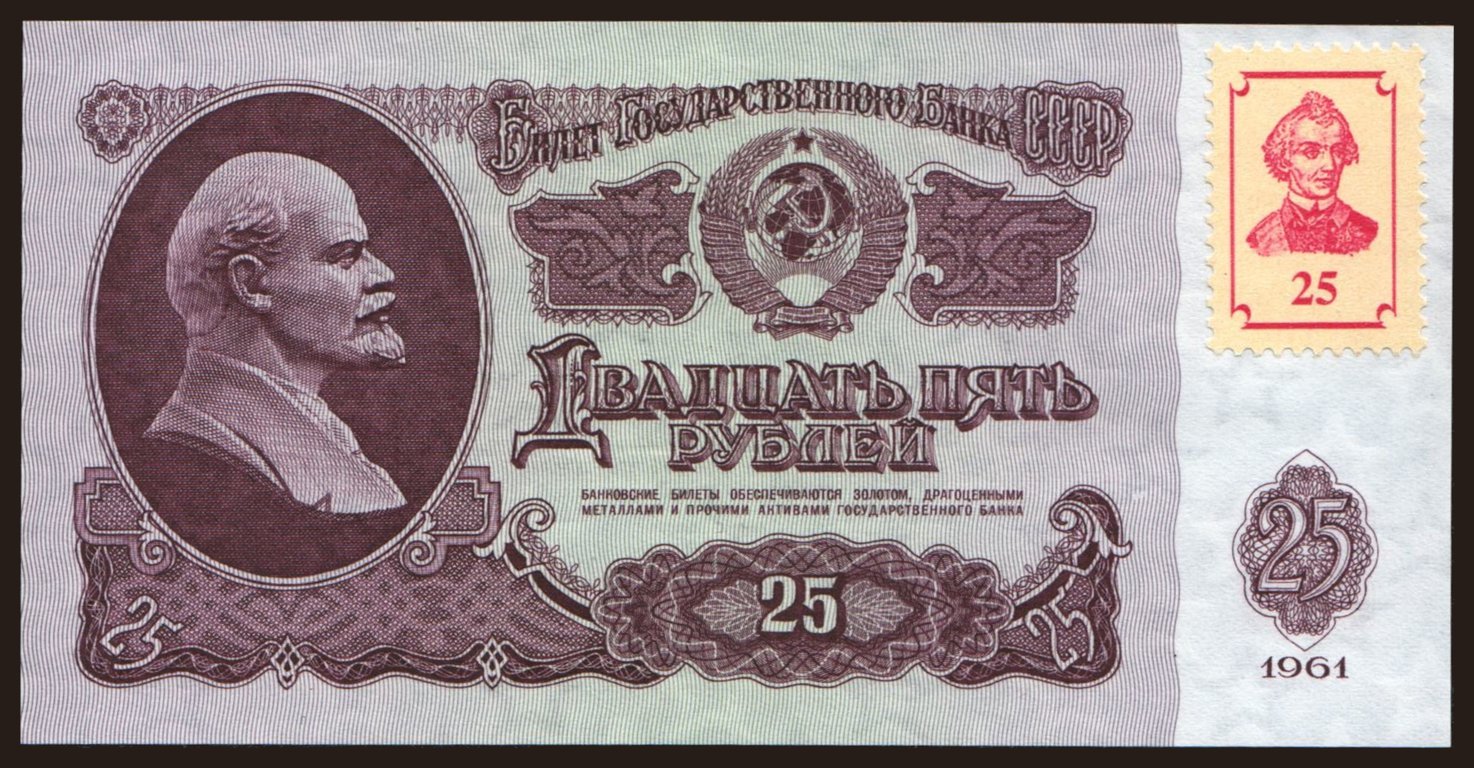 Билет Государственного Банка СССР
25
Двадцать пять
рублей
БАНКОВСКИЕ БИЛЕТЫ ОБЕСПЕЧИВАЮТСЯ ЗОЛОТОМ, ДРАГОЦЕННЫМИ
МЕТАЛЛАМИ И ПРОЧИМИ АКТИВАМИ ГОСУДАРСТВЕННОГО БАНКА
25
25
25
25
1961